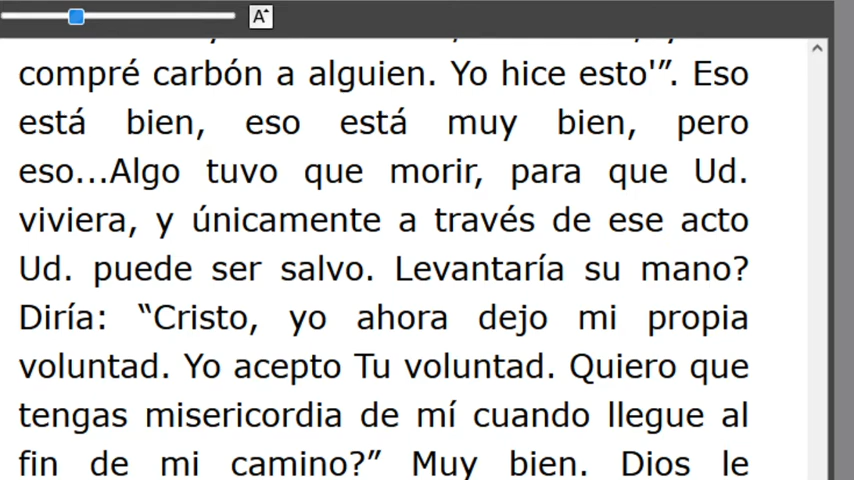 A
compré carbón a alguien. Yo hice esto'”. Eso
está bien, eso está muy bien, pero
eso...Algo tuvo que morir, para que Ud.
viviera, y únicamente a través de ese acto
Ud. puede ser salvo. Levantaría su mano?
Diría: “Cristo, yo ahora dejo mi propia
voluntad. Yo acepto Tu voluntad. Quiero que
tengas misericordia de mí cuando llegue al
fin de mi camino?” Muy bien. Dios le